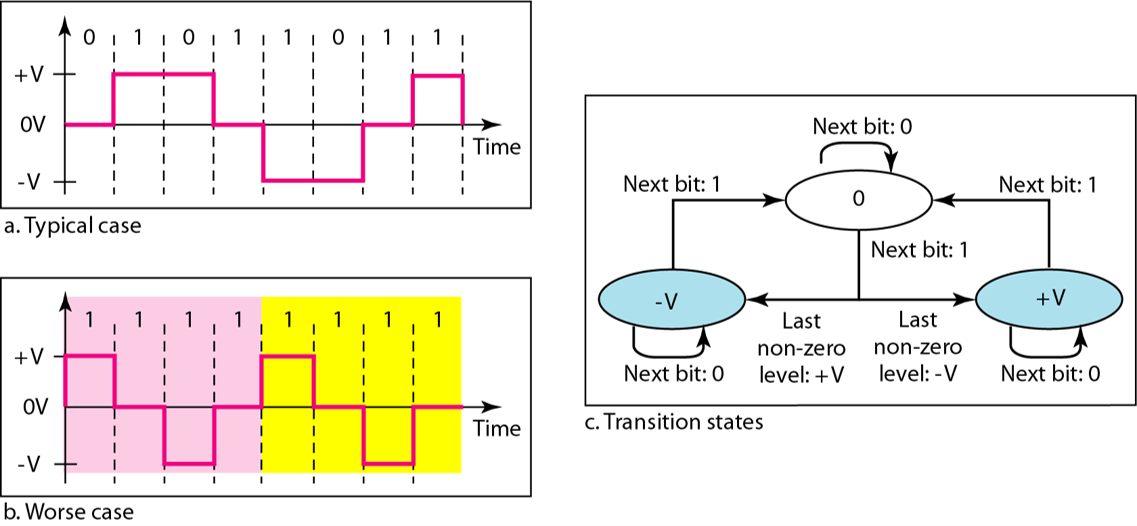 0 1 0 1 1 0 1 1
+V
0V
Time
-V
a. Typical case
1 1 1 1 1 1 1 1
+V
0V
Time
-V
b. Worse case
Next bit: 0
Next bit: 1
Next bit: 1
0
Next bit: 1
-V
+V
Last
non-zero
level: +V
Last
non-zero
level: -V
Next bit: 0
Next bit: 0
c. Transition states